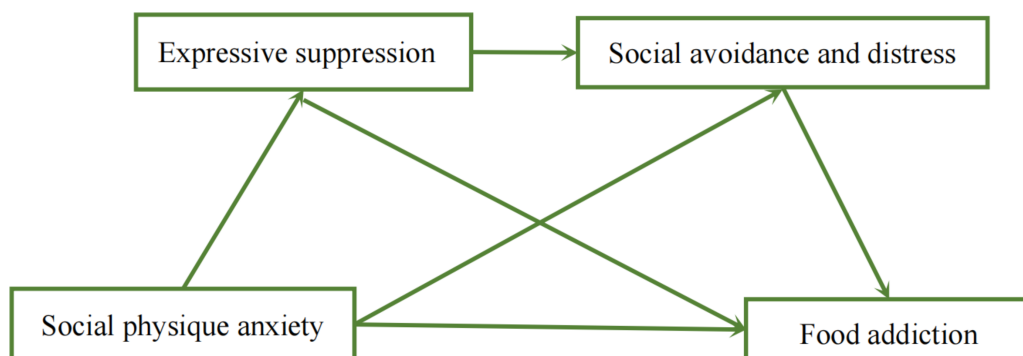 Expressive suppression
Social avoidance and distress
Social physique anxiety
Food addiction